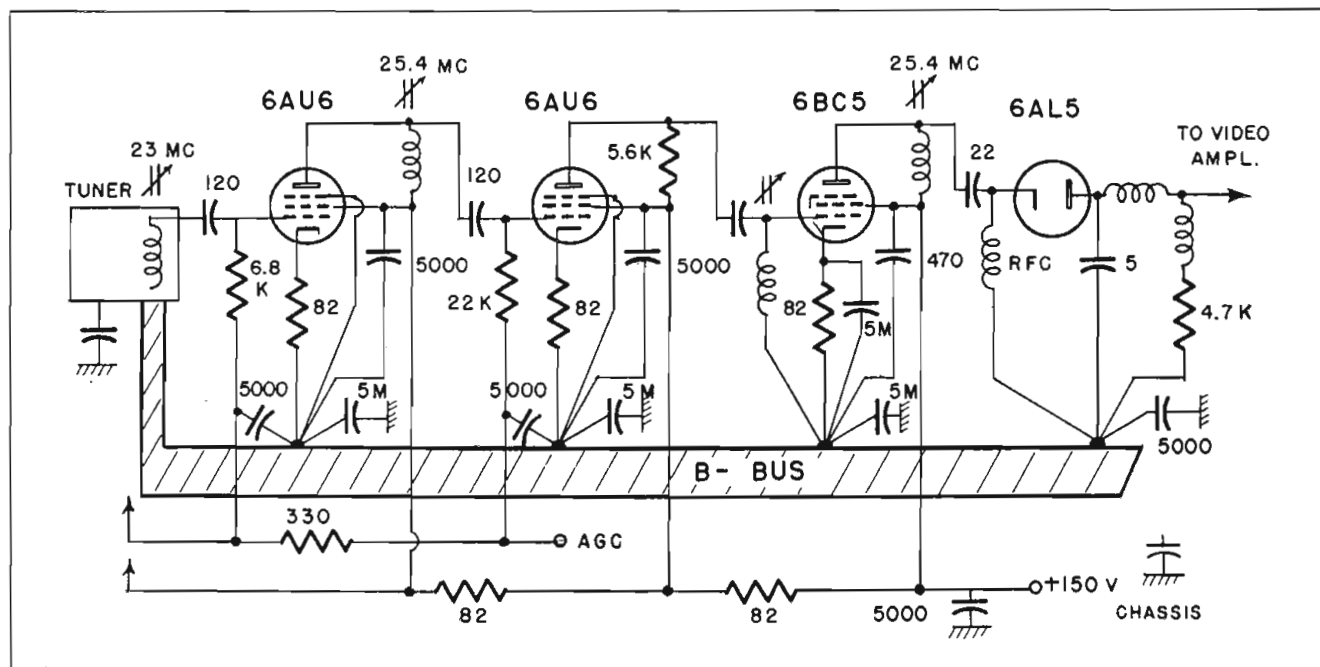 25.4 MC
25.4 MC
6AU6
6AU6
6BC5
6AL5
23 MC
TUNER
120
5.6K
22
TO VIDEO
AMPL.
120
6.8
K
82
5000
22 K
82
5000
82
5M
470
RFC
5
4.7 K
5000
5M
5000
5M
5M
5000
B- BUS
330
AGC
82
82
5000
+150 V
CHASSIS